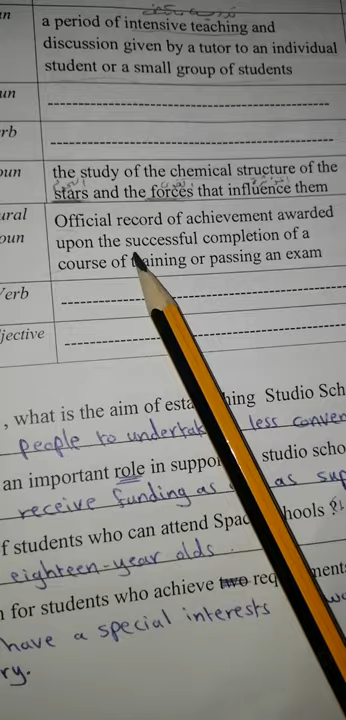 a period of intensive teaching and
discussion given by a tutor to an individual
student or a small group of students
un
rb
oun
the study of the chemical structure of the
stars and the forces that influence them
ural
oun
Official record of achievement awarded
upon the successful completion of a
course of training or passing an exam
Verb
jective
, what is the aim of esta hing Studio Sch
people to undertak less conven
an important role in suppo studio scho
receive funding as as sup
f students who can attend Spac hools ?
eighteen-year olds.
n for students who achieve two req ments
have a special interests
ry.